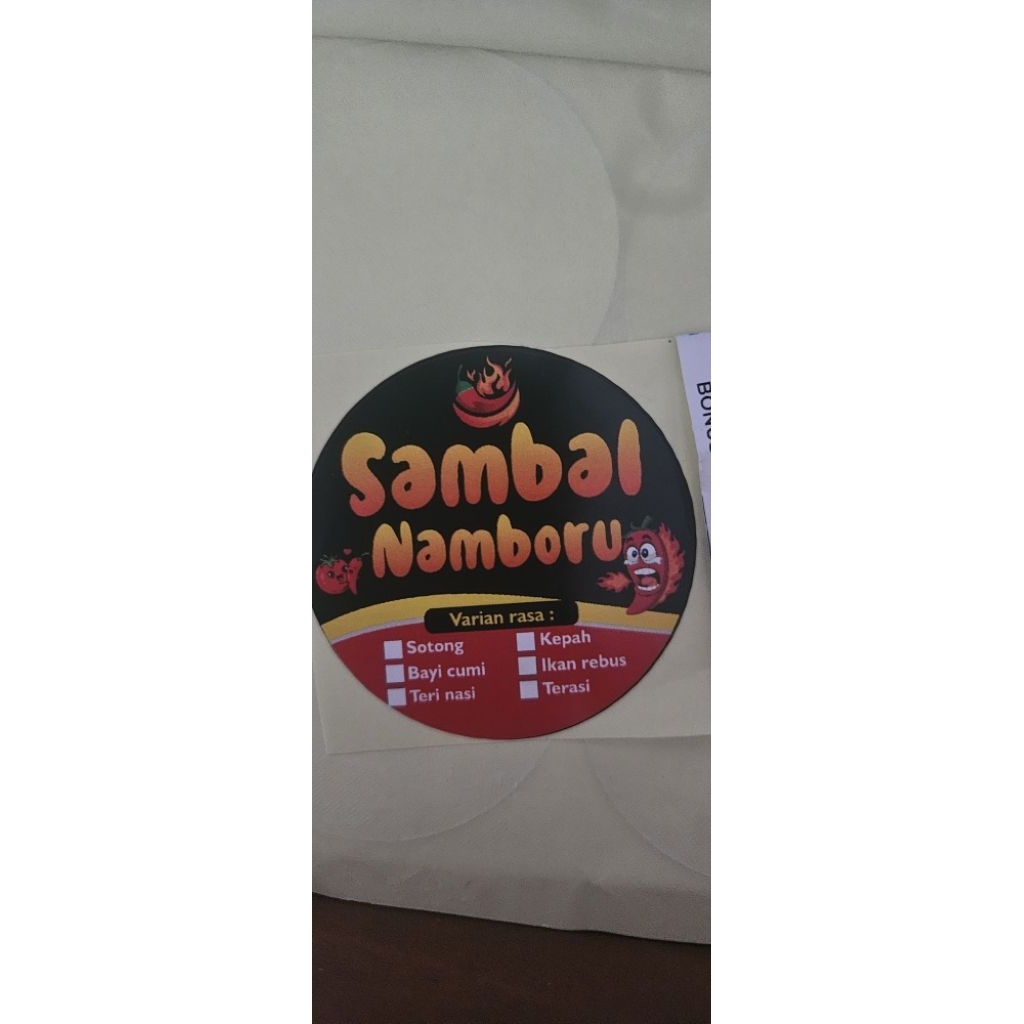 Sambal
Namboru
Varian rasa :
Sotong
Bayi cumi
Teri nasi
Kepah
Ikan rebus
Terasi